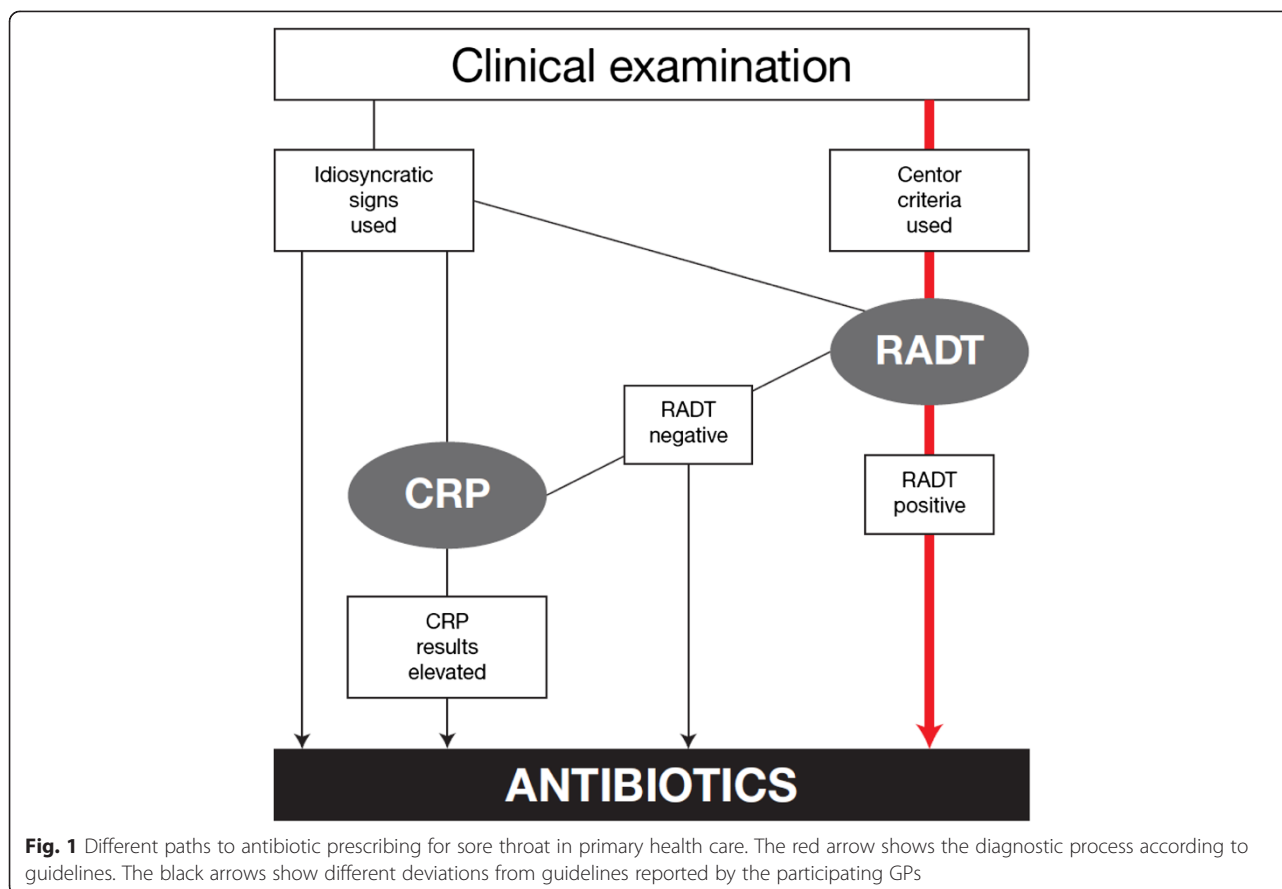 Clinical examination
Idiosyncratic
signs
used
Centor
criteria
used
RADT
RADT
negative
CRP
RADT
positive
CRP
results
elevated
ANTIBIOTICS
Fig. 1 Different paths to antibiotic prescribing for sore throat in primary health care. The red arrow shows the diagnostic process according to
guidelines. The black arrows show different deviations from guidelines reported by the participating GPs